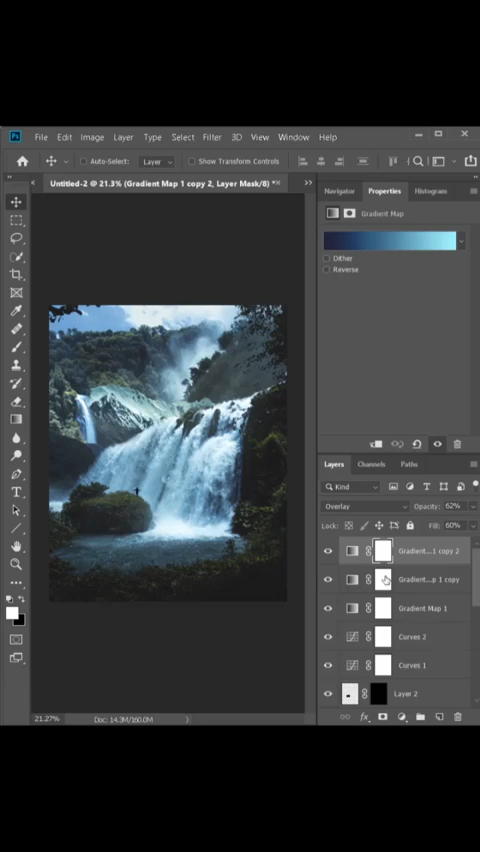 Ps File Edit Image Layer Type Select Filter 3D View Window Help
Auto-Select: Layer Show Transform Controls
Untitled-2 @ 21.3% (Gradient Map 1 copy 2, Layer Mask/8) *
Navigator Properties Histogram
Gradient Map
Dither
Reverse
Layers Channels Paths
Kind
Overlay Opacity: 62%
Lock: Fill: 60%
Gradient...1 copy 2
Gradient...p 1 copy
Gradient Map 1
Curves 2
Curves 1
Layer 2
21.27% Doc: 14.3M/160.0M
fx